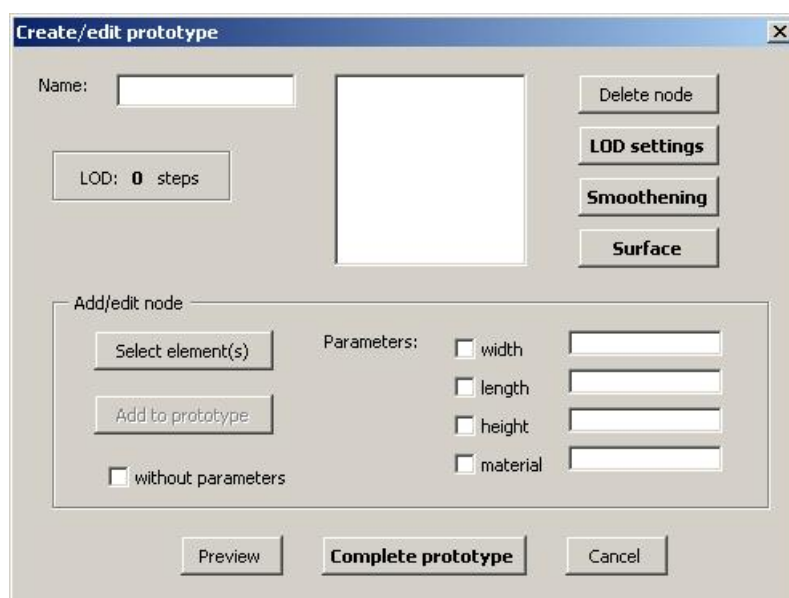 Create/edit prototype
Name:
Delete node
LOD settings
LOD: 0 steps
Smoothening
Surface
Add/edit node
Select element(s)
Parameters:
width
length
Add to prototype
height
material
without parameters
Preview
Complete prototype
Cancel